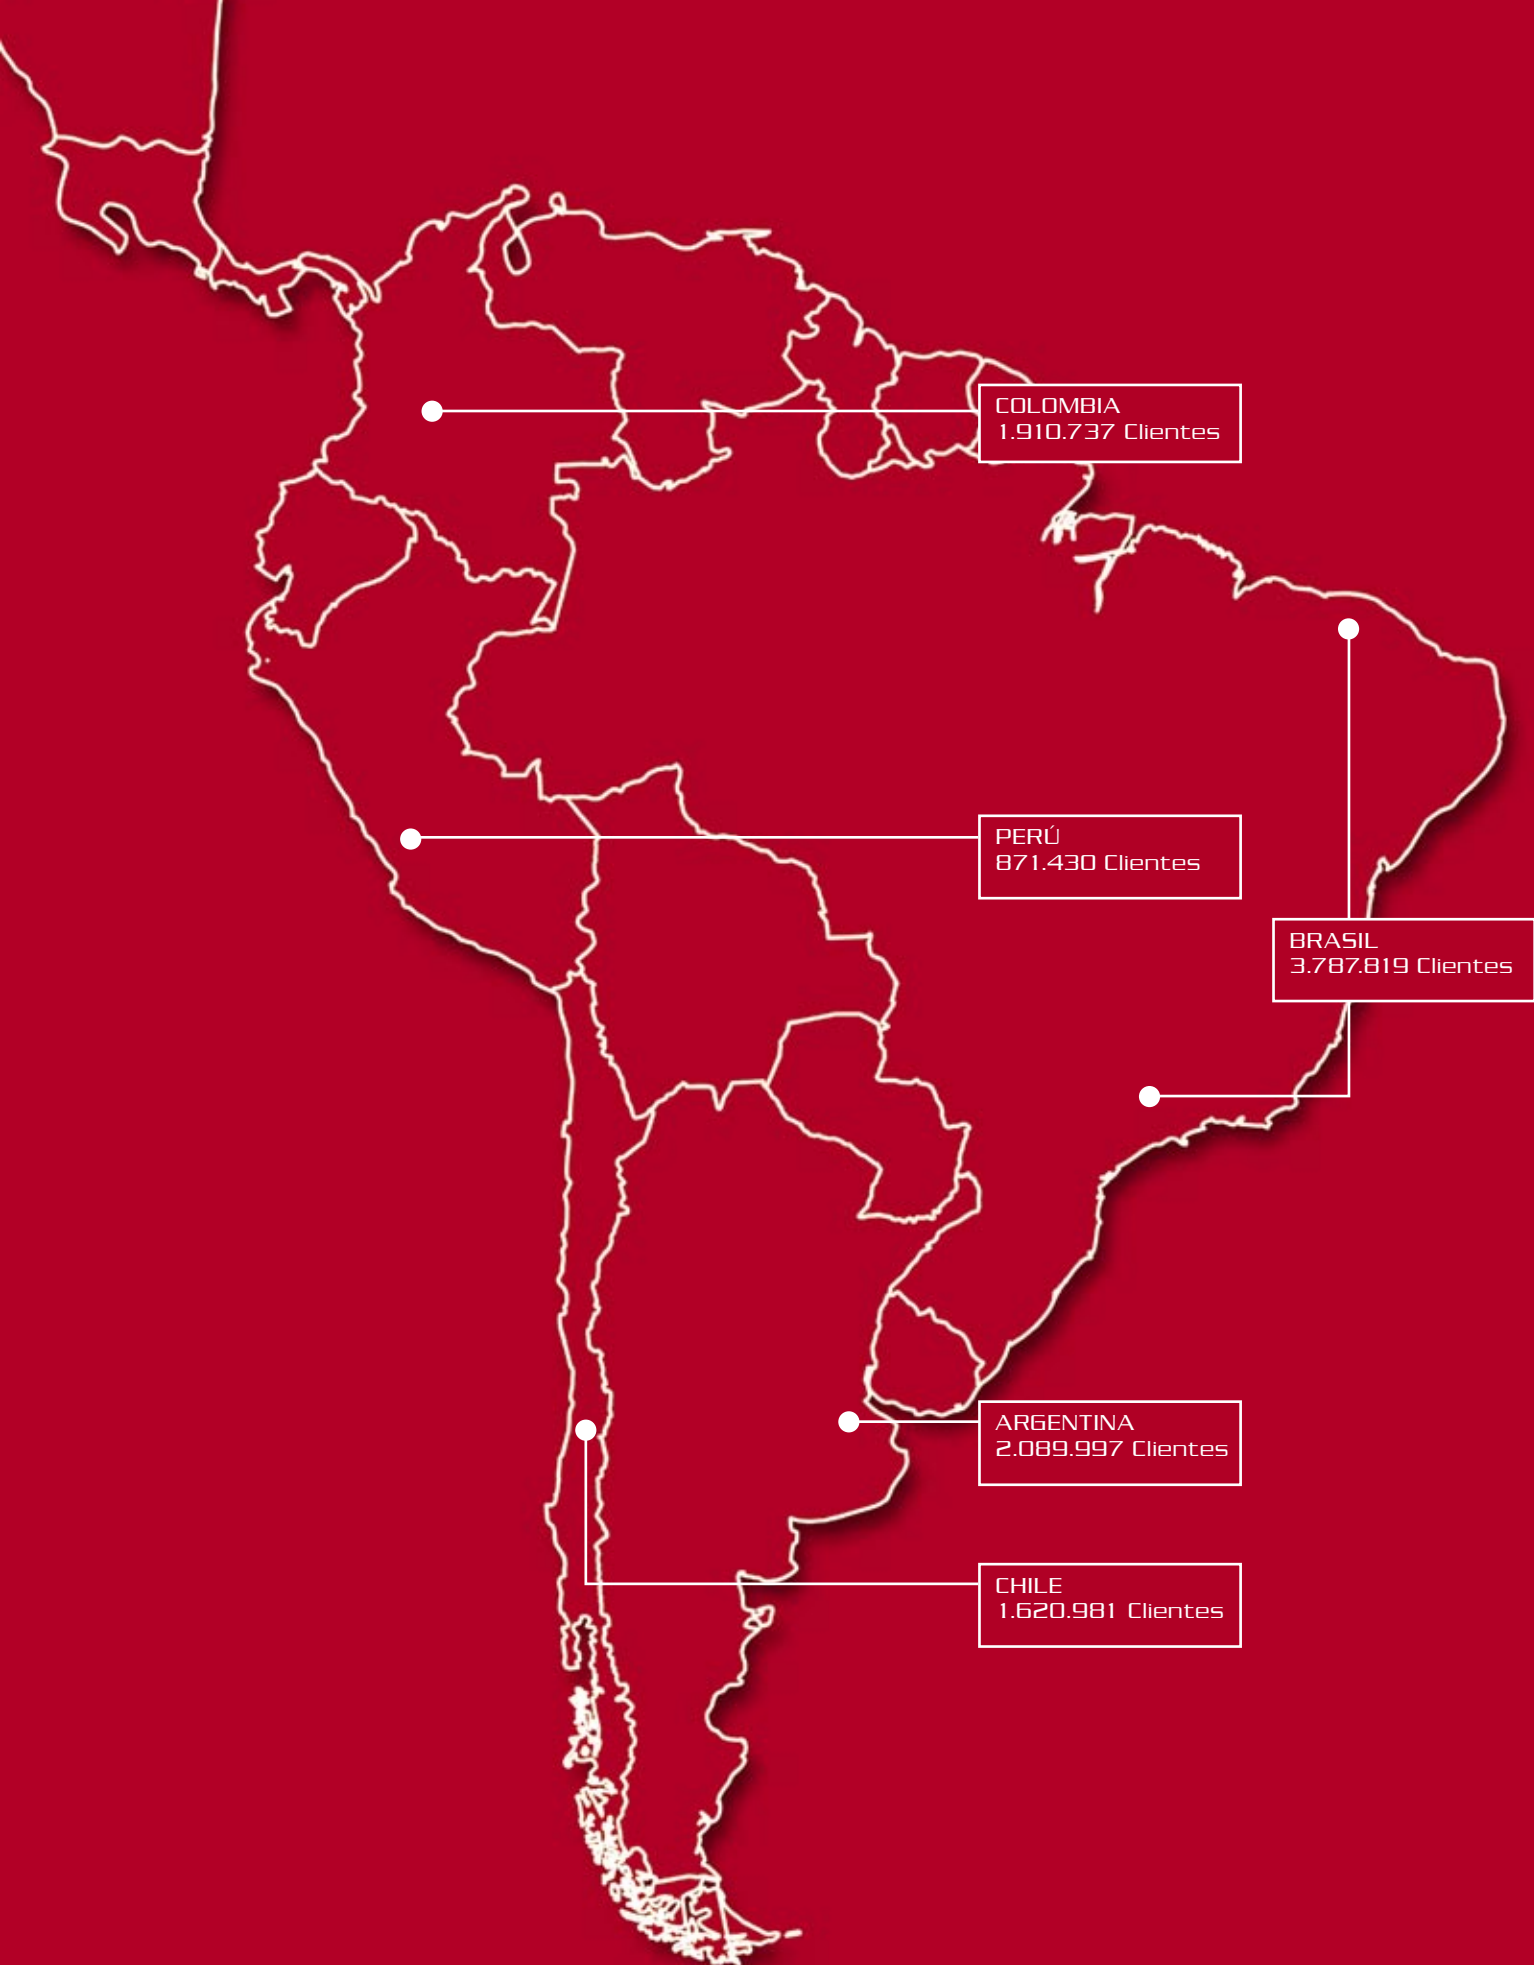 COLOMBIA
1.910.737 Clientes
PERÚ
871.430 Clientes
BRASIL
3.787.819 Clientes
ARGENTINA
2.089.997 Clientes
CHILE
1.620.981 Clientes